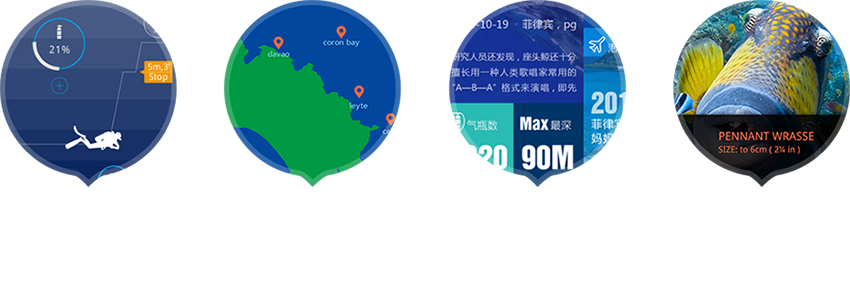 21%
5m,3'
Stop
davao
coron bay
leyte
-10-19 · 菲律宾，pg
研究人员还发现，座头鲸还十分
擅长用一种人类歌唱家常用的
"A—B—A" 格式来演唱，即先
201
菲律宾
妈妈
气瓶数
20
Max 最深
90M
PENNANT WRASSE
SIZE: to 6cm ( 2¼ in )